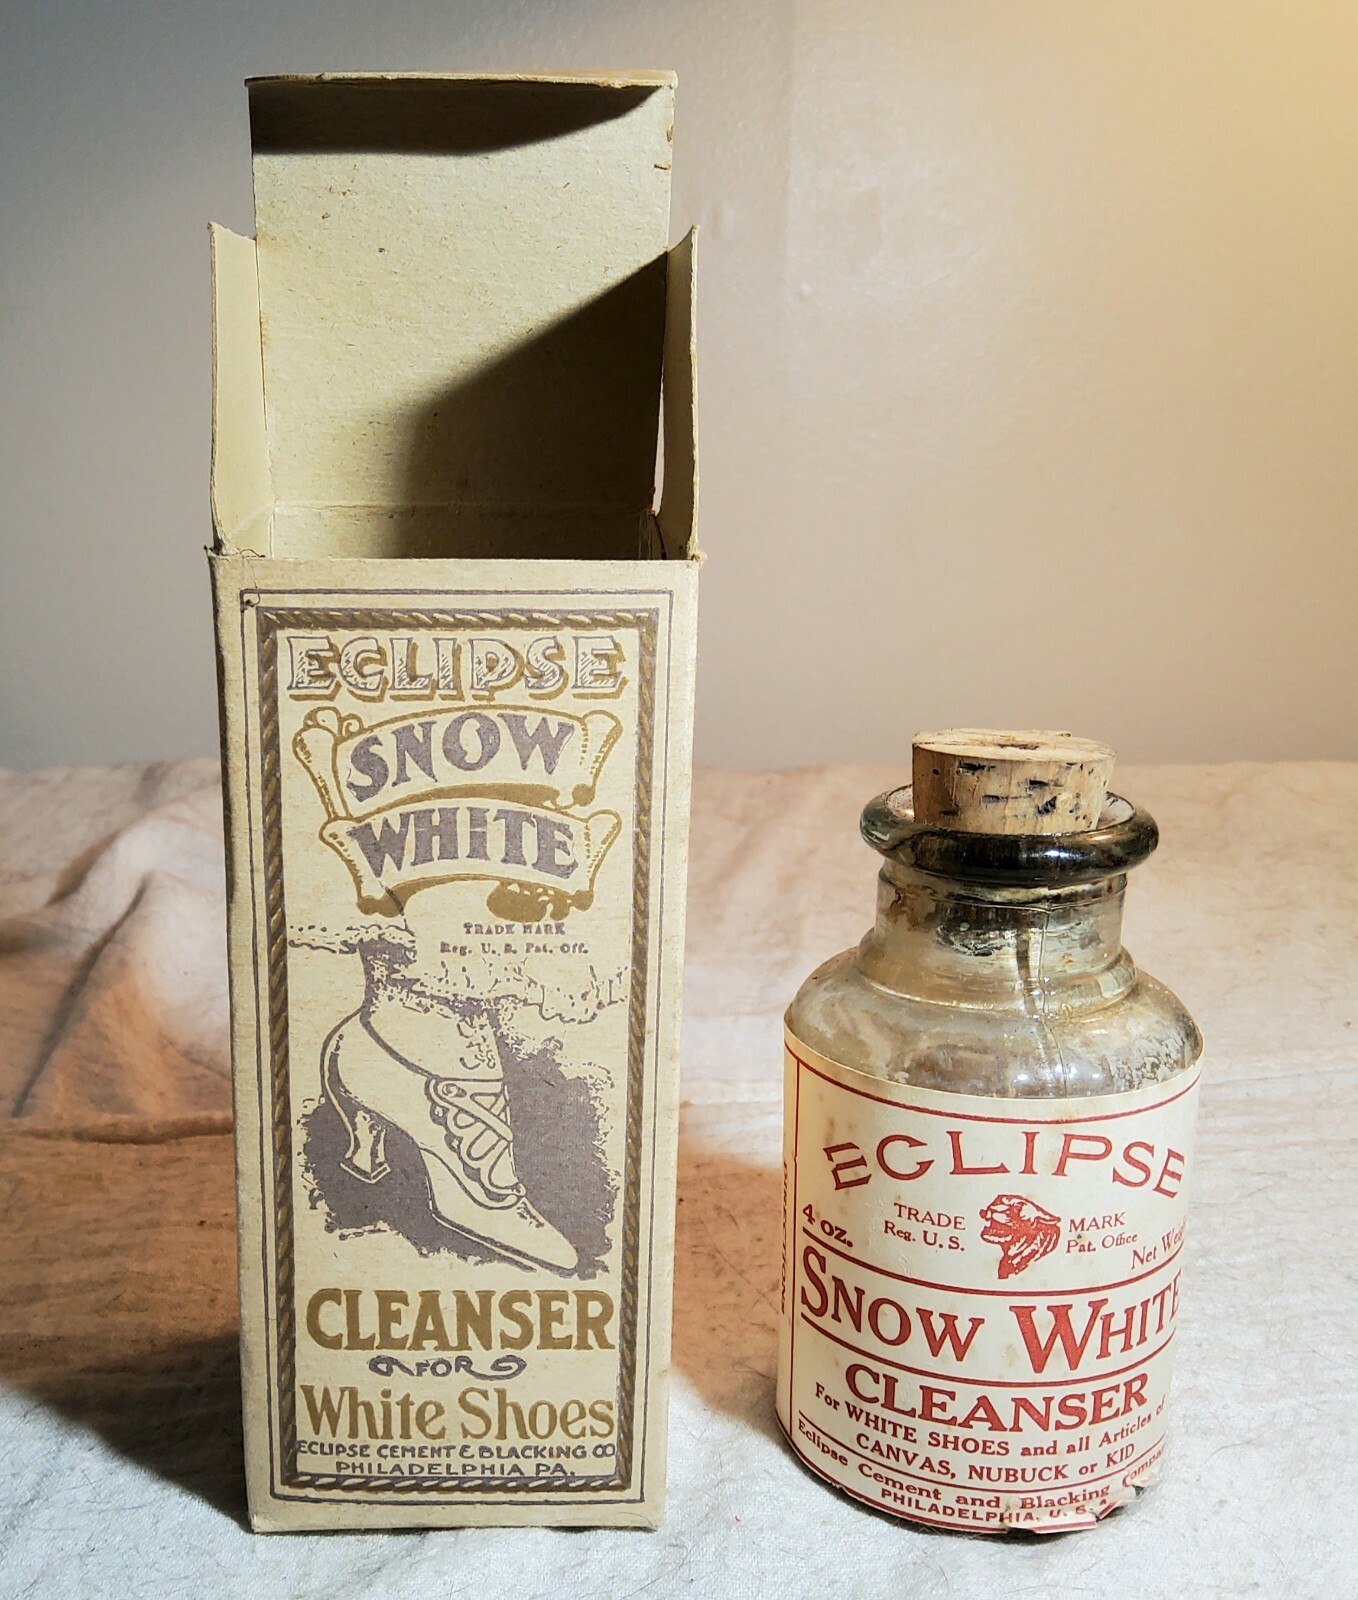 ECLIPSE
SNOW
WHITE
TRADE MARK
Reg. U. S. Pat. Off.
CLEANSER
FOR
White Shoes
ECLIPSE CEMENT & BLACKING CO
PHILADELPHIA PA.
ECLIPSE
TRADE MARK
Reg. U. S. Pat. Office
4 oz. Net
SNOW WHITE
CLEANSER
For WHITE SHOES and all Articles of
CANVAS, NUBUCK or KID
Eclipse Cement and Blacking
PHILADELPHIA, U. S. A.